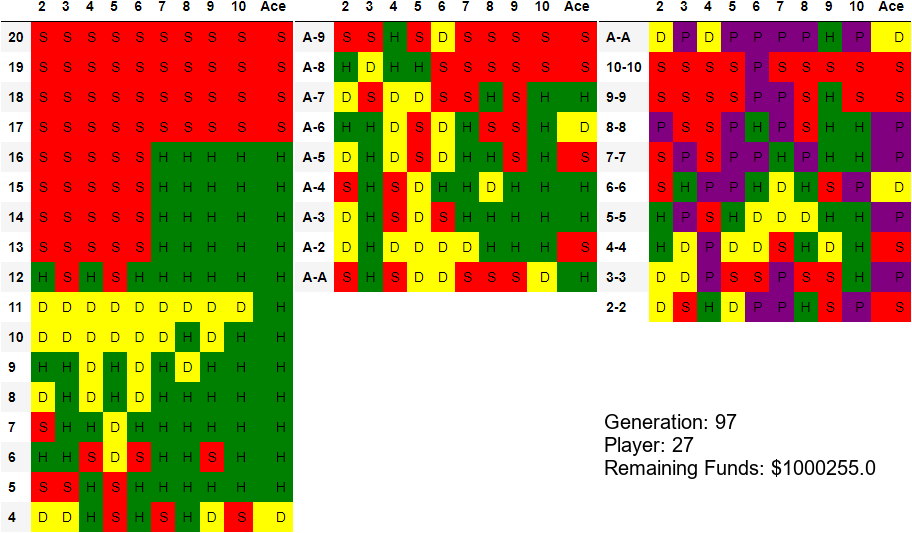 2 3 4 5 6 7 8 9 10 Ace
20 S S S S S S S S S S
19 S S S S S S S S S S
18 S S S S S S S S S S
17 S S S S S S S S S S
16 S S S S S H H H H H
15 S S S S S H H H H H
14 S S S S S H H H H H
13 S S S S S H H H H H
12 H S H S H H H H H H
11 D D D D D D D D D H
10 D D D D D D H D H H
9 H H D H D H D H H H
8 D H D H D H H H H H
7 S H H D H H H H H H
6 H H S D S H H S H H
5 S S H S H H H H H H
4 D D H S H S H D S D
2 3 4 5 6 7 8 9 10 Ace
A-9 S S H S D S S S S S
A-8 H D H H S S S S S S
A-7 D S D D S S H S H H
A-6 H H D S D H S S H D
A-5 D H D S D H H S H S
A-4 S H S D H H D H H H
A-3 D H S D S H H H H H
A-2 D H D D D D H H H S
A-A S H S D D S S S D H
2 3 4 5 6 7 8 9 10 Ace
A-A D P D P P P P H P D
10-10 S S S S P S S S S S
9-9 S S S S P P S H S S
8-8 P S S P H P S H H P
7-7 S P S P P H P H H P
6-6 S H P P H D H S P D
5-5 H P S H D D D H H P
4-4 H D P D D S H D H S
3-3 D D P S S P S S H P
2-2 D S H D P P H S P S
Generation: 97
Player: 27
Remaining Funds: $1000255.0